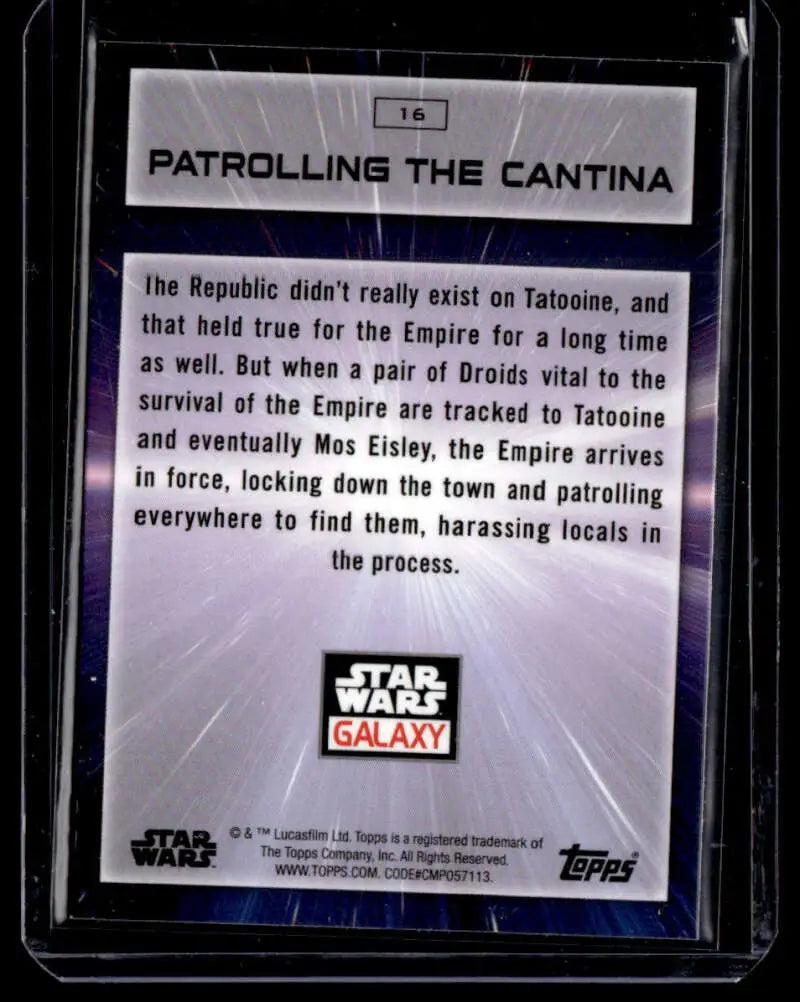 16
PATROLLING THE CANTINA
The Republic didn't really exist on Tatooine, and
that held true for the Empire for a long time
as well. But when a pair of Droids vital to the
survival of the Empire are tracked to Tatooine
and eventually Mos Eisley, the Empire arrives
in force, locking down the town and patrolling
everywhere to find them, harassing locals in
the process.
STAR
WARS
GALAXY
STAR
WARS
© & ™ Lucasfilm Ltd. Topps is a registered trademark of
The Topps Company, Inc. All Rights Reserved.
WWW.TOPPS.COM. CODE#CMP057113.
topps®